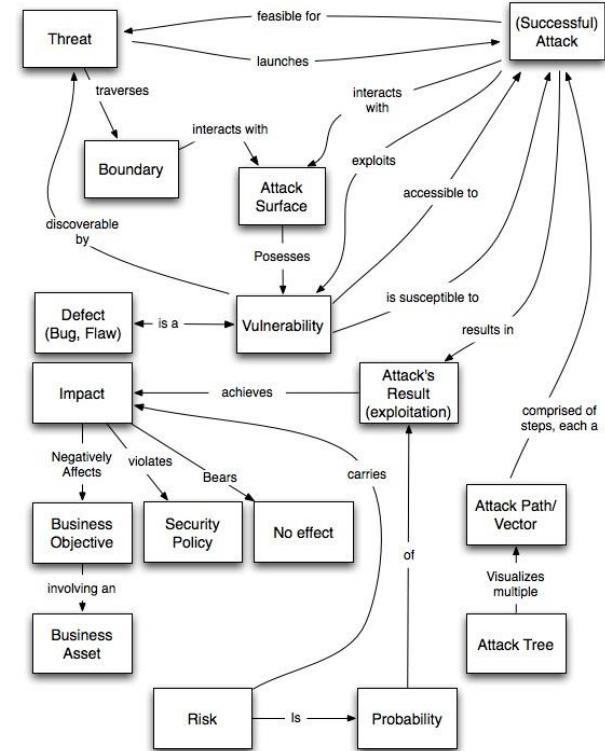 feasible for
(Successful)
Attack
Threat
launches
traverses
interacts
with
interacts with
Boundary
exploits
Attack
Surface
accessible to
discoverable
by
Posesses
Defect
(Bug, Flaw)
is a
Vulnerability
is susceptible to
results in
Impact
achieves
Attack's
Result
(exploitation)
comprised of
steps, each a
Negatively
Affects
violates
Bears
carries
Business
Objective
Security
Policy
No effect
Attack Path/
Vector
of
involving an
Visualizes
multiple
Business
Asset
Attack Tree
Risk
Is
Probability